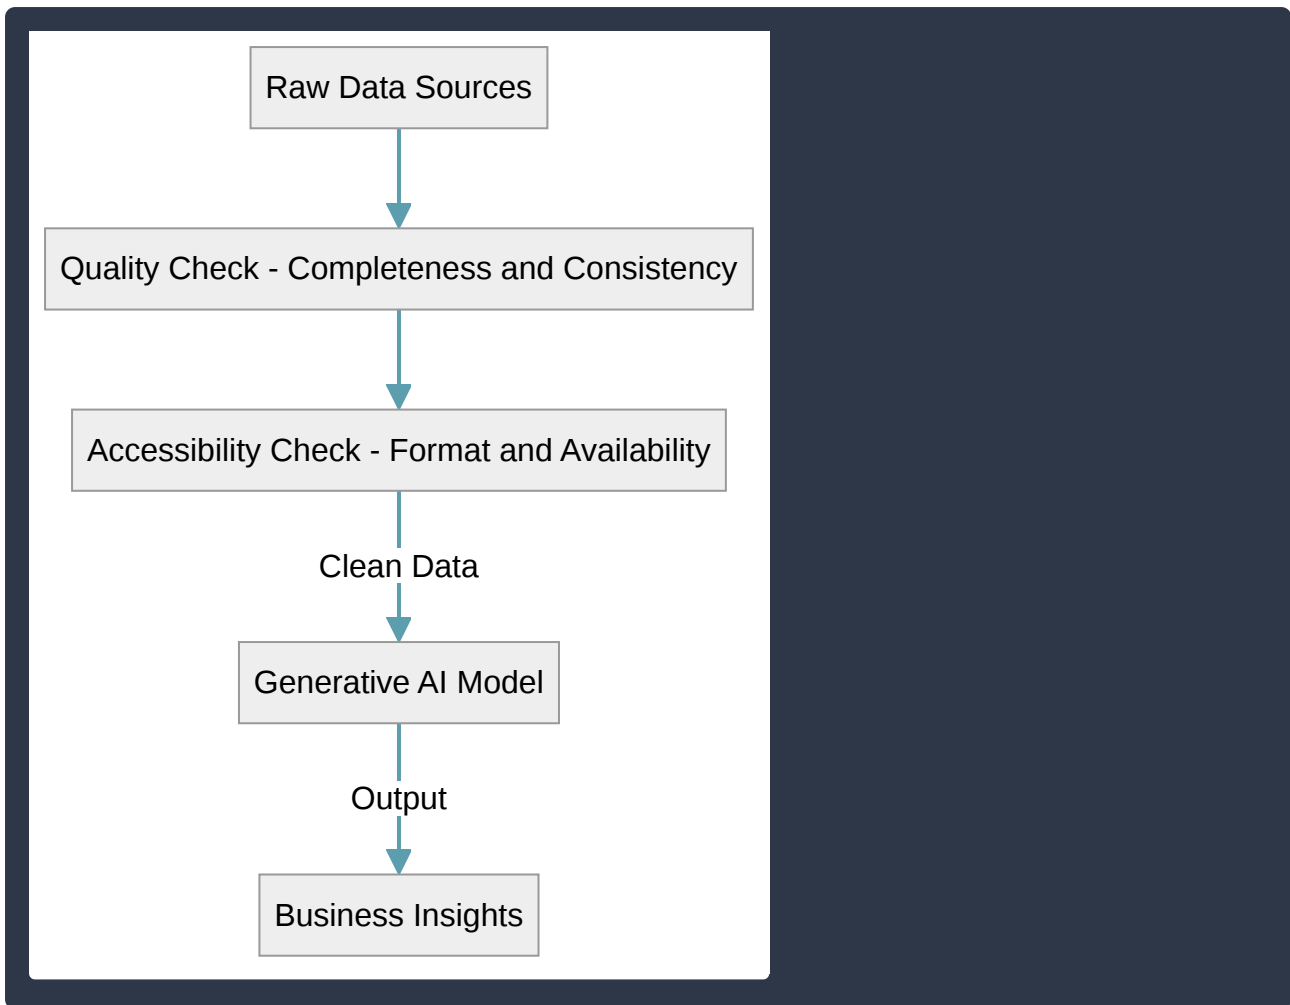 Raw Data Sources
Quality Check - Completeness and Consistency
Accessibility Check - Format and Availability
Clean Data
Generative AI Model
Output
Business Insights